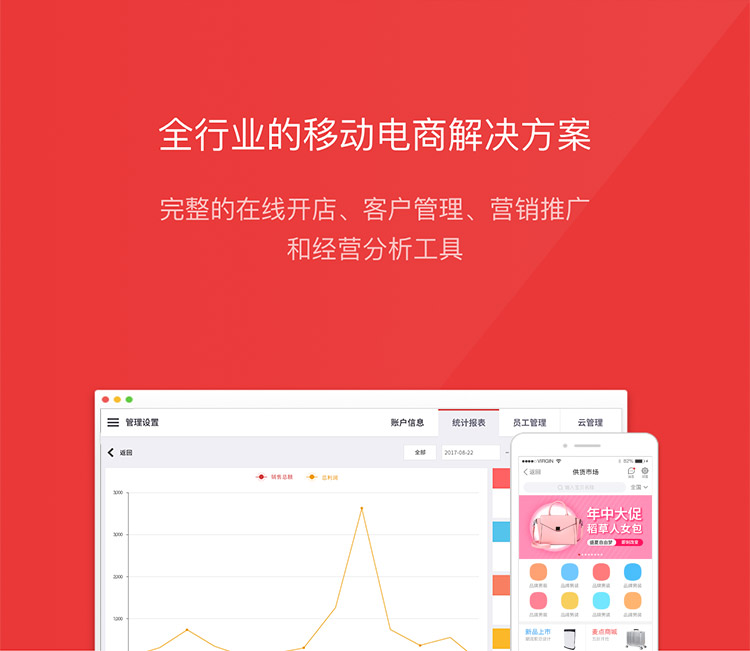 全行业的移动电商解决方案
完整的在线开店、客户管理、营销推广
和经营分析工具
管理设置
账户信息
统计报表
员工管理
云管理
返回
全部
2017-08-22
销售总额
总利润
3000
2000
1,000
VIRGIN
82%
返回
供货市场
全国
年中大促
稻草人女包
品牌男装
品牌男装
品牌男装
品牌男装
品牌男装
品牌男装
品牌男装
品牌男装
新品上市
卖点商城